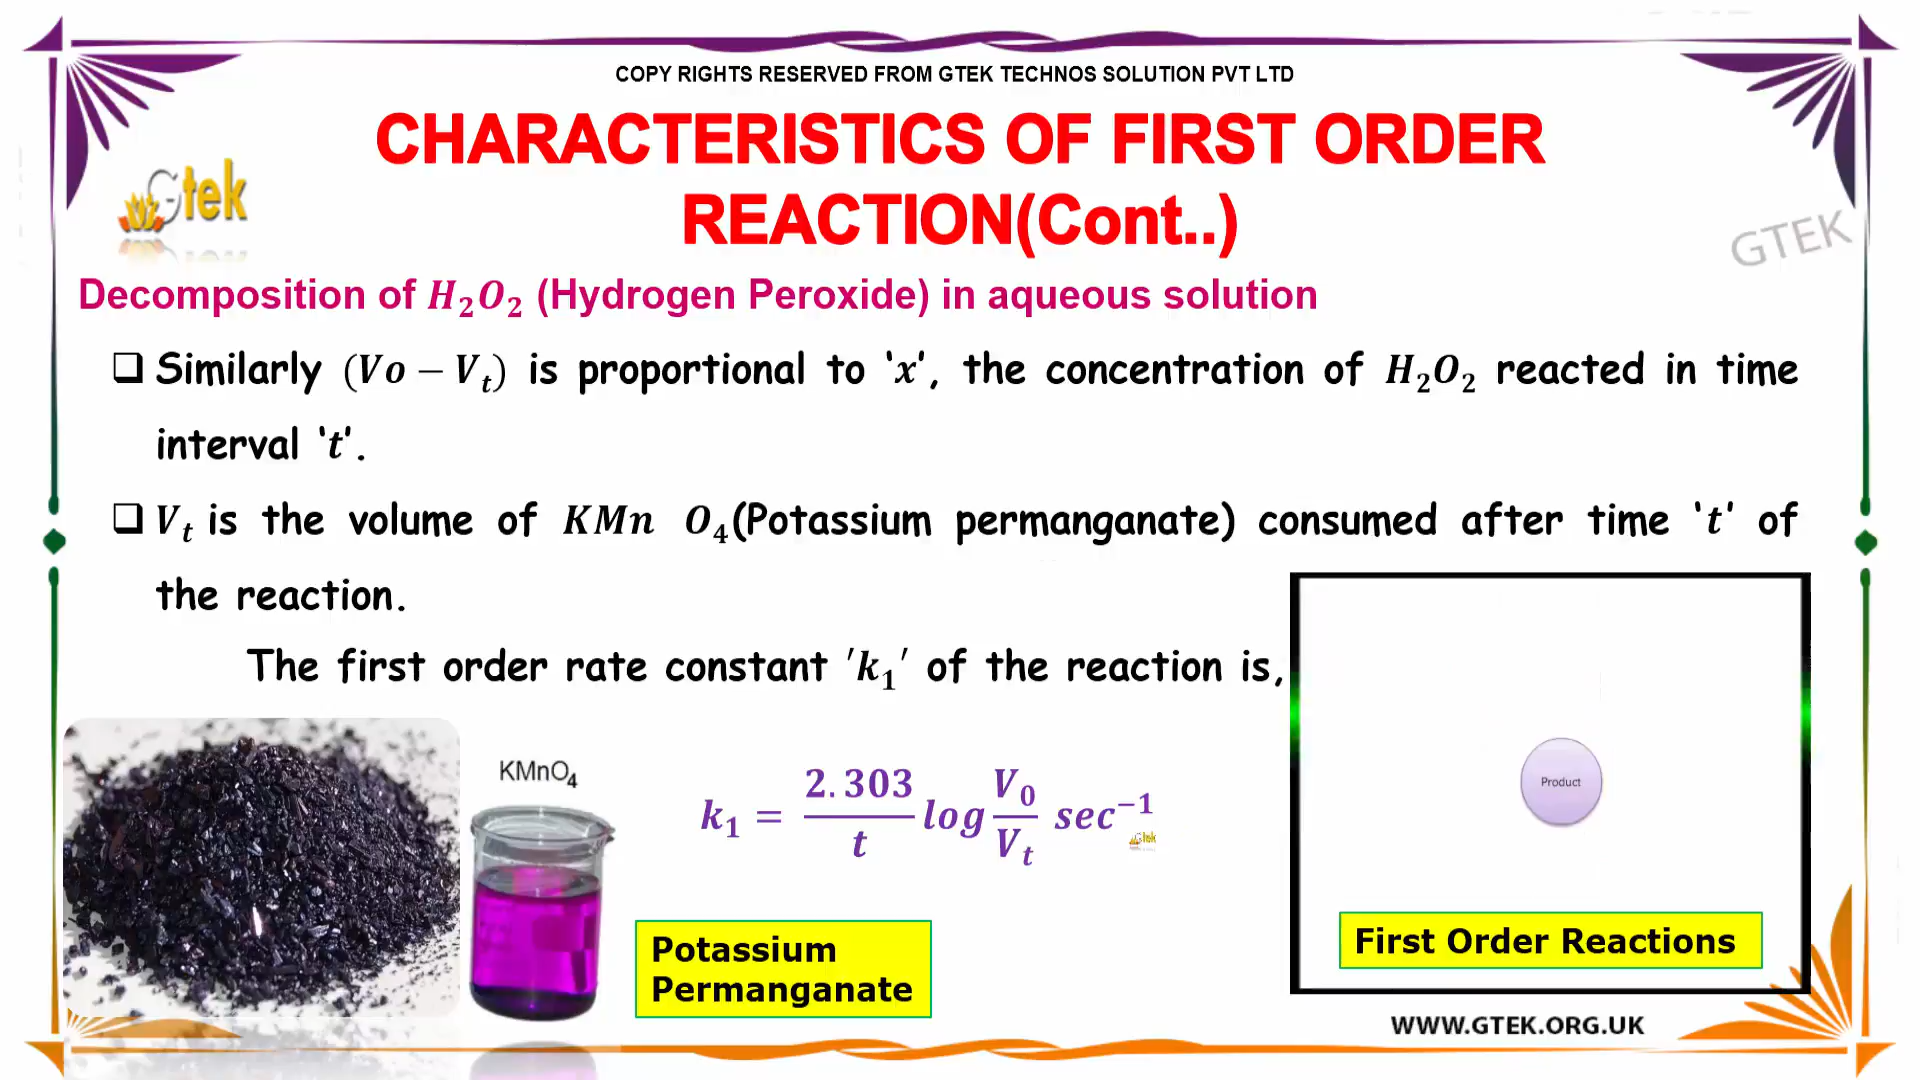 COPY RIGHTS RESERVED FROM GTEK TECHNOS SOLUTION PVT LTD
CHARACTERISTICS OF FIRST ORDER
REACTION(Cont..)
Gtek
GTEK
Decomposition of H₂O₂ (Hydrogen Peroxide) in aqueous solution
❑ Similarly (Vo − Vₜ) is proportional to ‘x’, the concentration of H₂O₂ reacted in time
interval ‘t’.
❑ Vₜ is the volume of KMn O₄(Potassium permanganate) consumed after time ‘t’ of
the reaction.
The first order rate constant ′k₁′ of the reaction is,
KMnO₄
k₁ = 2.303/t log V₀/Vₜ sec⁻¹
Gtek
Product
Potassium
Permanganate
First Order Reactions
WWW.GTEK.ORG.UK